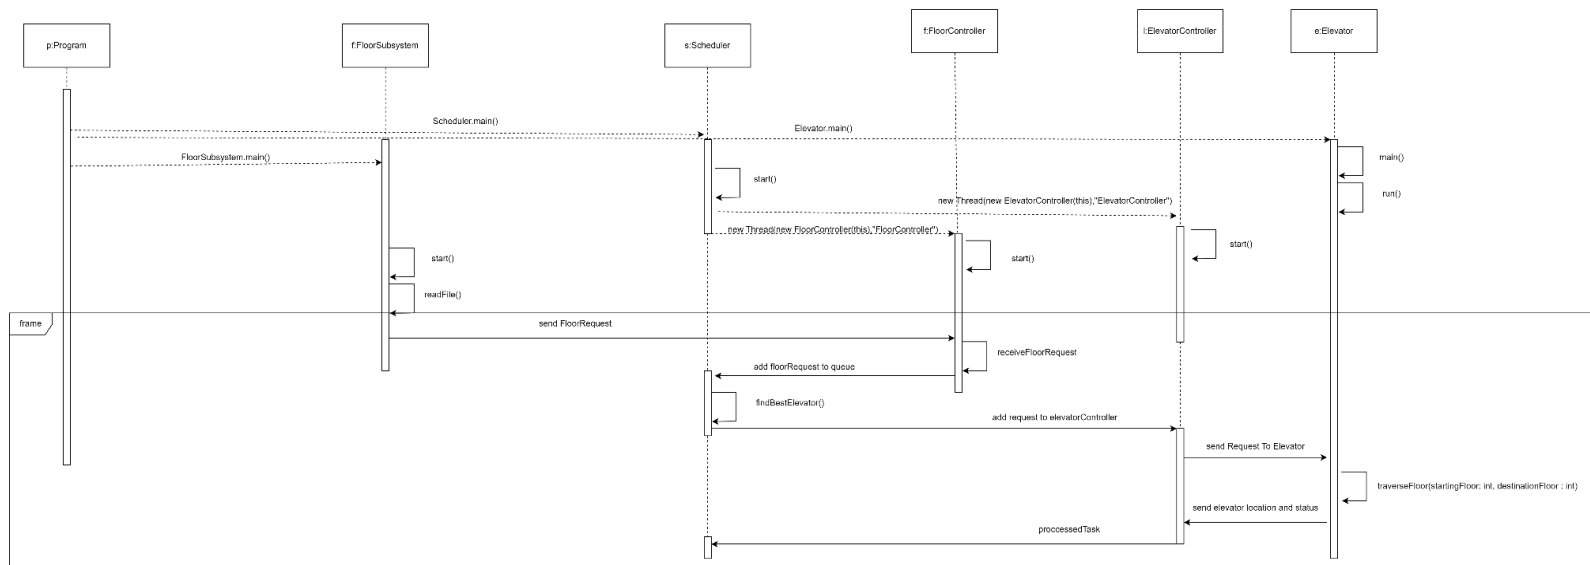 p:Program
f:FloorSubsystem
s:Scheduler
f:FloorController
l:ElevatorController
e:Elevator
Scheduler.main()
Elevator.main()
FloorSubsystem.main()
main()
start()
run()
new Thread(new ElevatorController(this),"ElevatorController")
new Thread(new FloorController(this),"FloorController")
start()
start()
start()
readFile()
frame
send FloorRequest
receiveFloorRequest
add floorRequest to queue
findBestElevator()
add request to elevatorController
send Request To Elevator
traverseFloor(startingFloor: int, destinationFloor : int)
send elevator location and status
proccessedTask